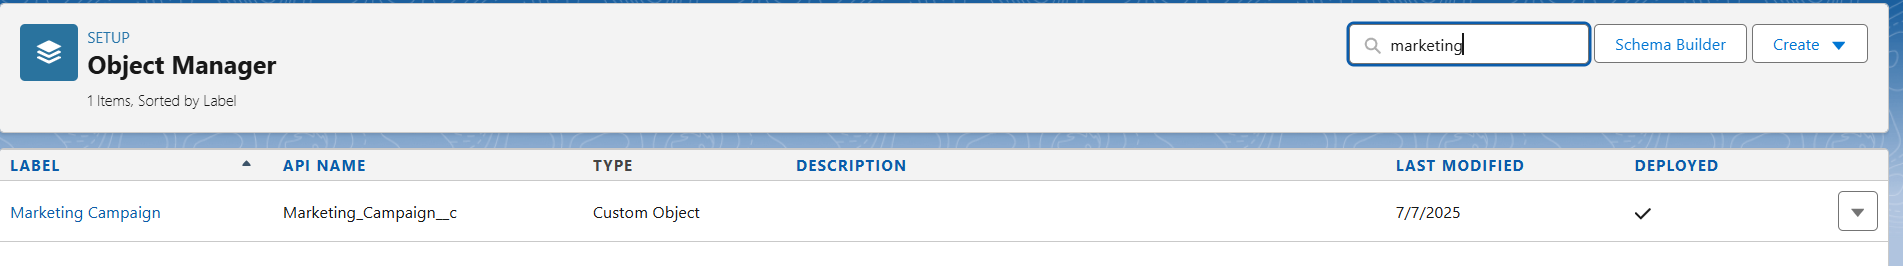 SETUP
Object Manager
1 Items, Sorted by Label
marketing
Schema Builder
Create
LABEL API NAME TYPE DESCRIPTION LAST MODIFIED DEPLOYED
Marketing Campaign Marketing_Campaign__c Custom Object 7/7/2025